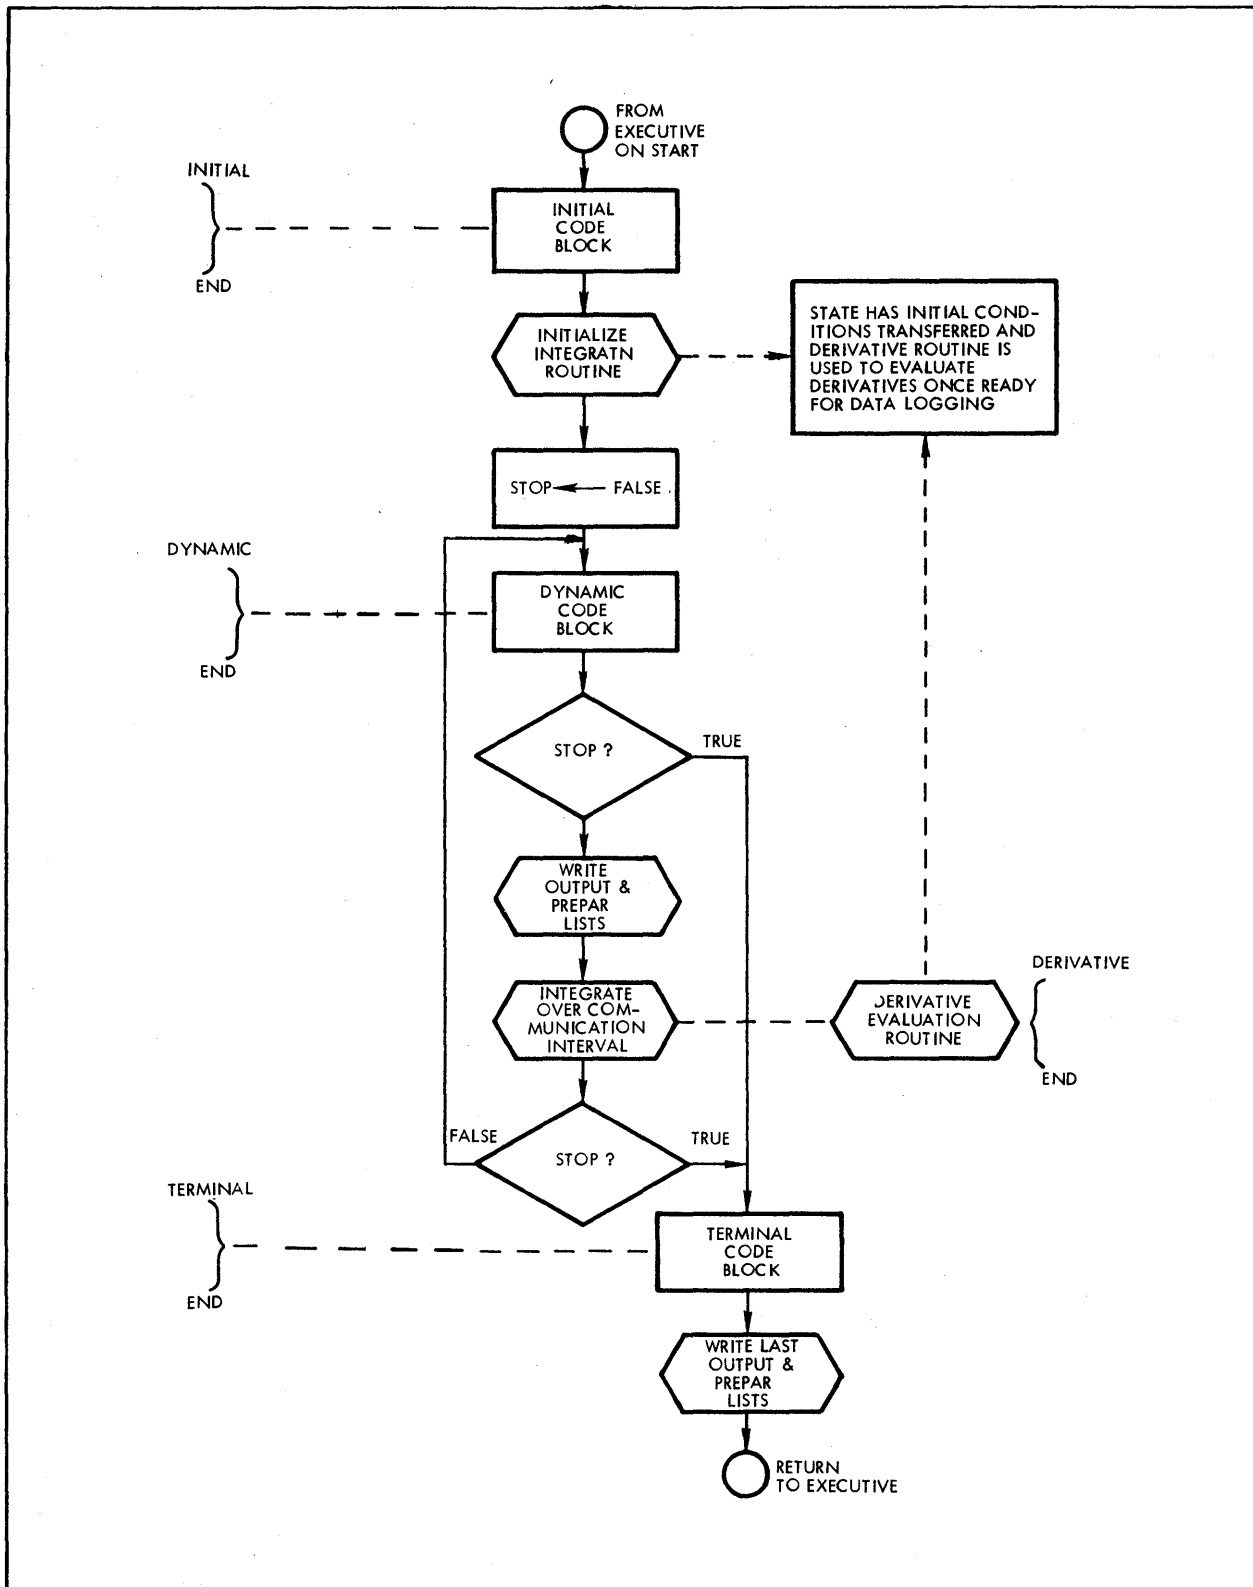 FROM
EXECUTIVE
ON START
INITIAL
END
INITIAL
CODE
BLOCK
INITIALIZE
INTEGRATN
ROUTINE
STATE HAS INITIAL COND-
ITIONS TRANSFERRED AND
DERIVATIVE ROUTINE IS
USED TO EVALUATE
DERIVATIVES ONCE READY
FOR DATA LOGGING
STOP FALSE
DYNAMIC
END
DYNAMIC
CODE
BLOCK
STOP ?
TRUE
WRITE
OUTPUT &
PREPAR
LISTS
INTEGRATE
OVER COM-
MUNICATION
INTERVAL
DERIVATIVE
EVALUATION
ROUTINE
DERIVATIVE
END
FALSE
STOP ?
TRUE
TERMINAL
END
TERMINAL
CODE
BLOCK
WRITE LAST
OUTPUT &
PREPAR
LISTS
RETURN
TO EXECUTIVE